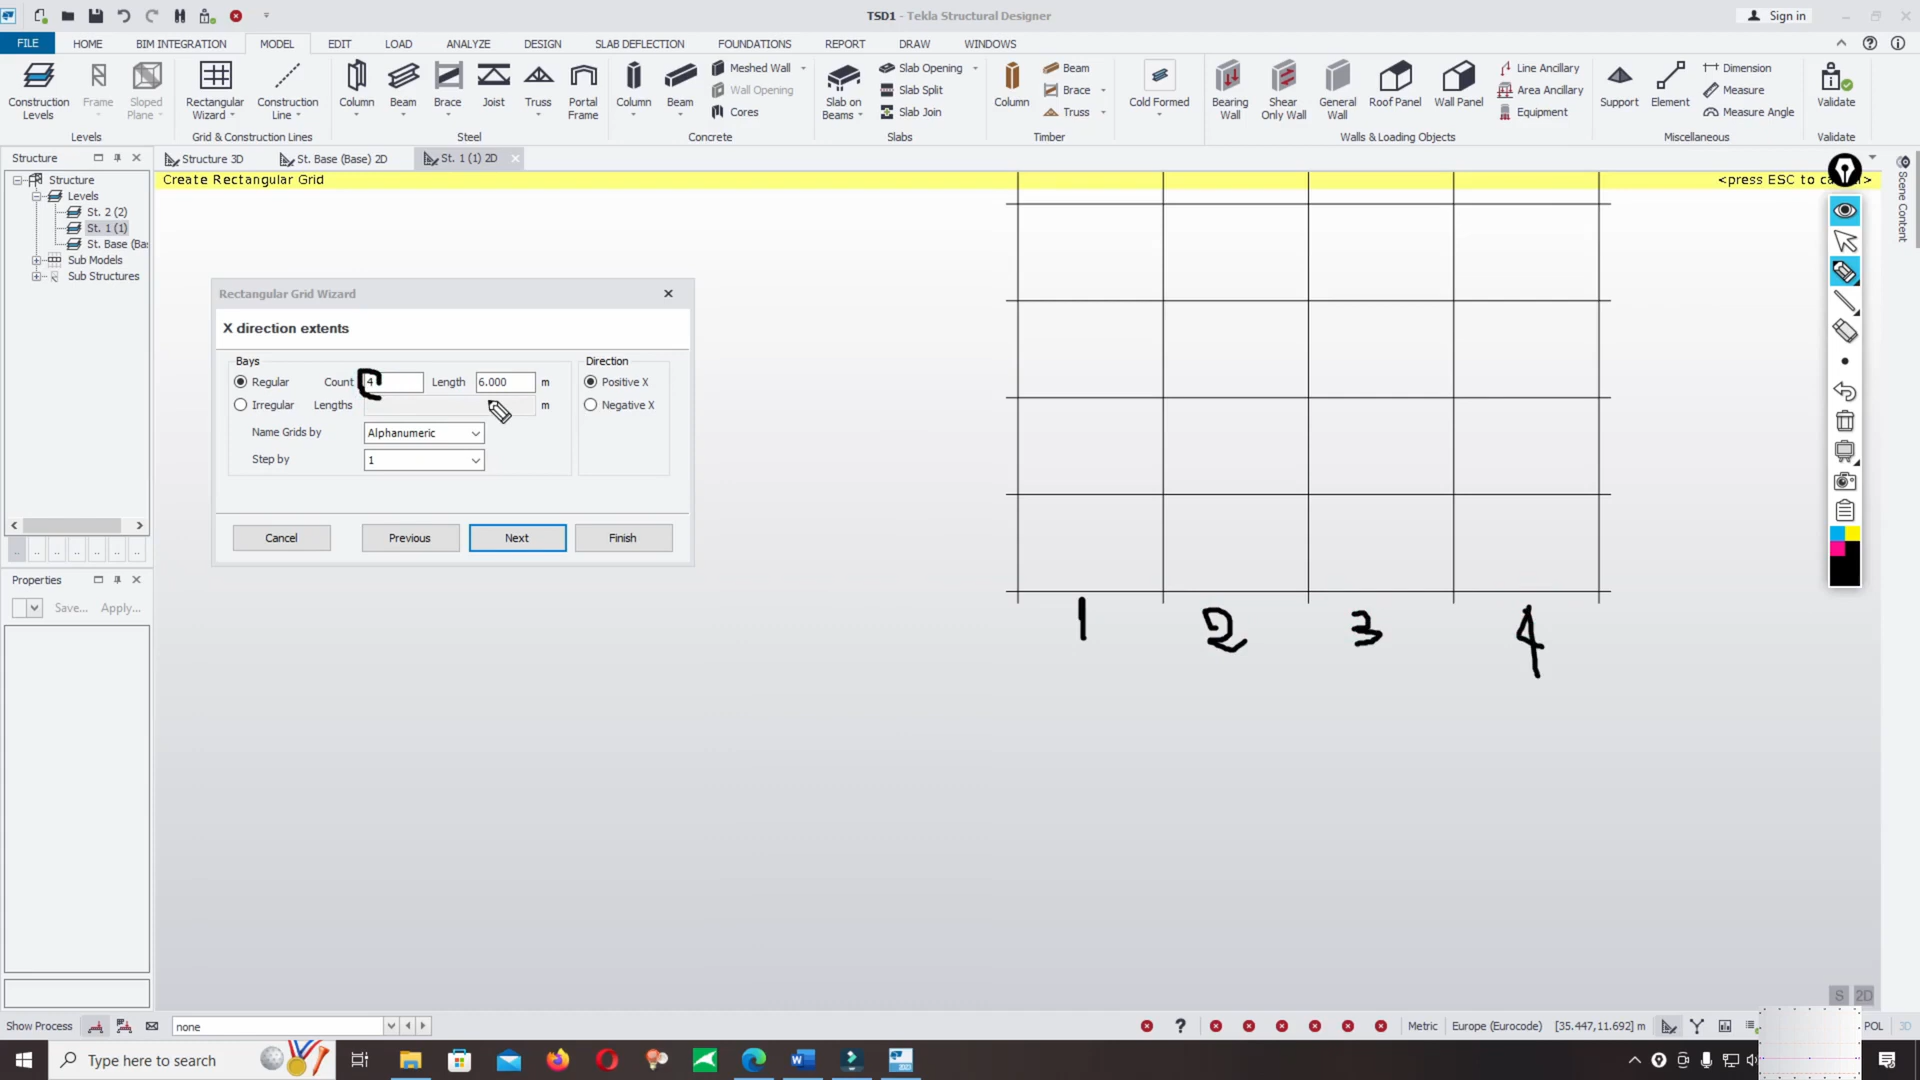 TSD1 - Tekla Structural Designer
Sign in
FILE HOME BIM INTEGRATION MODEL EDIT LOAD ANALYZE DESIGN SLAB DEFLECTION FOUNDATIONS REPORT DRAW WINDOWS
Construction Levels
Frame
Sloped Plane
Levels
Rectangular Wizard
Construction Line
Grid & Construction Lines
Column
Beam
Brace
Joist
Truss
Portal Frame
Steel
Column
Beam
Meshed Wall
Wall Opening
Cores
Concrete
Slab on Beams
Slab Opening
Slab Split
Slab Join
Slabs
Column
Beam
Brace
Truss
Timber
Cold Formed
Bearing Wall
Shear Only Wall
General Wall
Roof Panel
Wall Panel
Line Ancillary
Area Ancillary
Equipment
Walls & Loading Objects
Support
Element
Dimension
Measure
Measure Angle
Miscellaneous
Validate
Validate
Structure
Structure 3D
St. Base (Base) 2D
St. 1 (1) 2D
Create Rectangular Grid
<press ESC to ca
>
Scene Content
Structure
Levels
St. 2 (2)
St. 1 (1)
St. Base (Ba
Sub Models
Sub Structures
Rectangular Grid Wizard
X direction extents
Bays
Direction
Regular Count 4 Length 6.000 m
Positive X
Irregular Lengths m
Negative X
Name Grids by Alphanumeric
Step by 1
Cancel Previous Next Finish
1 2 3 4
Properties
Save... Apply...
S 2D
Show Process
none
Metric Europe (Eurocode) [35.447,11.692] m
POL 3D
Type here to search